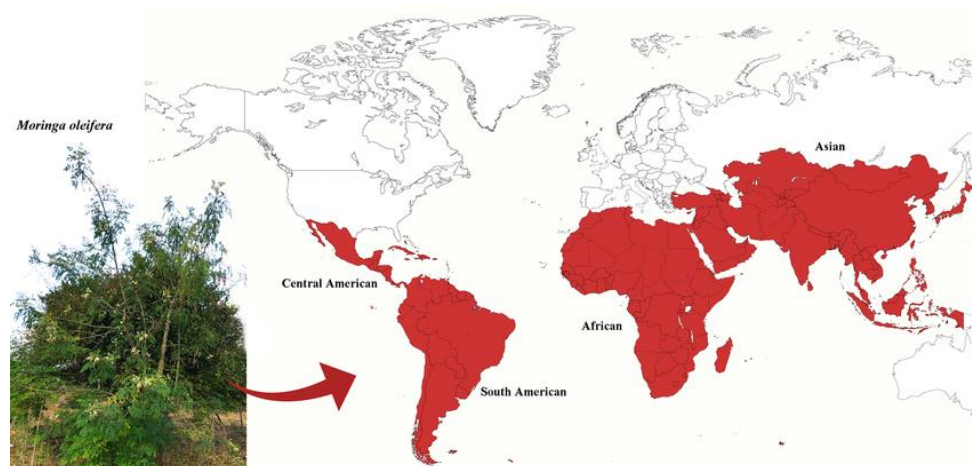 Moringa oleifera
Asian
Central American
African
South American